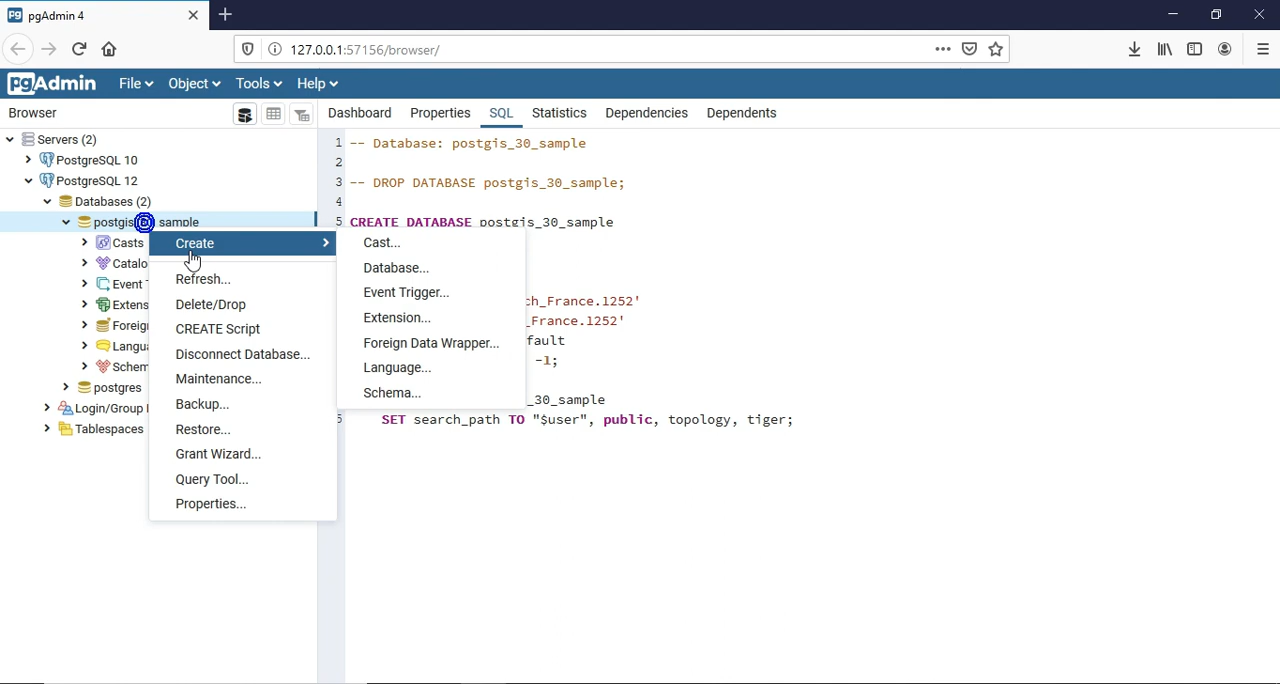 pgAdmin 4
127.0.0.1:57156/browser/
pgAdmin File Object Tools Help
Browser
Dashboard Properties SQL Statistics Dependencies Dependents
Servers (2)
PostgreSQL 10
PostgreSQL 12
Databases (2)
postgis sample
Casts
Catalo
Event T
Extens
Foreig
Langua
Schem
postgres
Login/Group
Tablespaces
Create
Refresh...
Delete/Drop
CREATE Script
Disconnect Database...
Maintenance...
Backup...
Restore...
Grant Wizard...
Query Tool...
Properties...
Cast...
Database...
Event Trigger...
Extension...
Foreign Data Wrapper...
Language...
Schema...
1 -- Database: postgis_30_sample
2
3 -- DROP DATABASE postgis_30_sample;
4
5 CREATE DATABASE postgis_30_sample
ch_France.1252'
_France.1252'
fault
-1;
_30_sample
5 SET search_path TO "$user", public, topology, tiger;